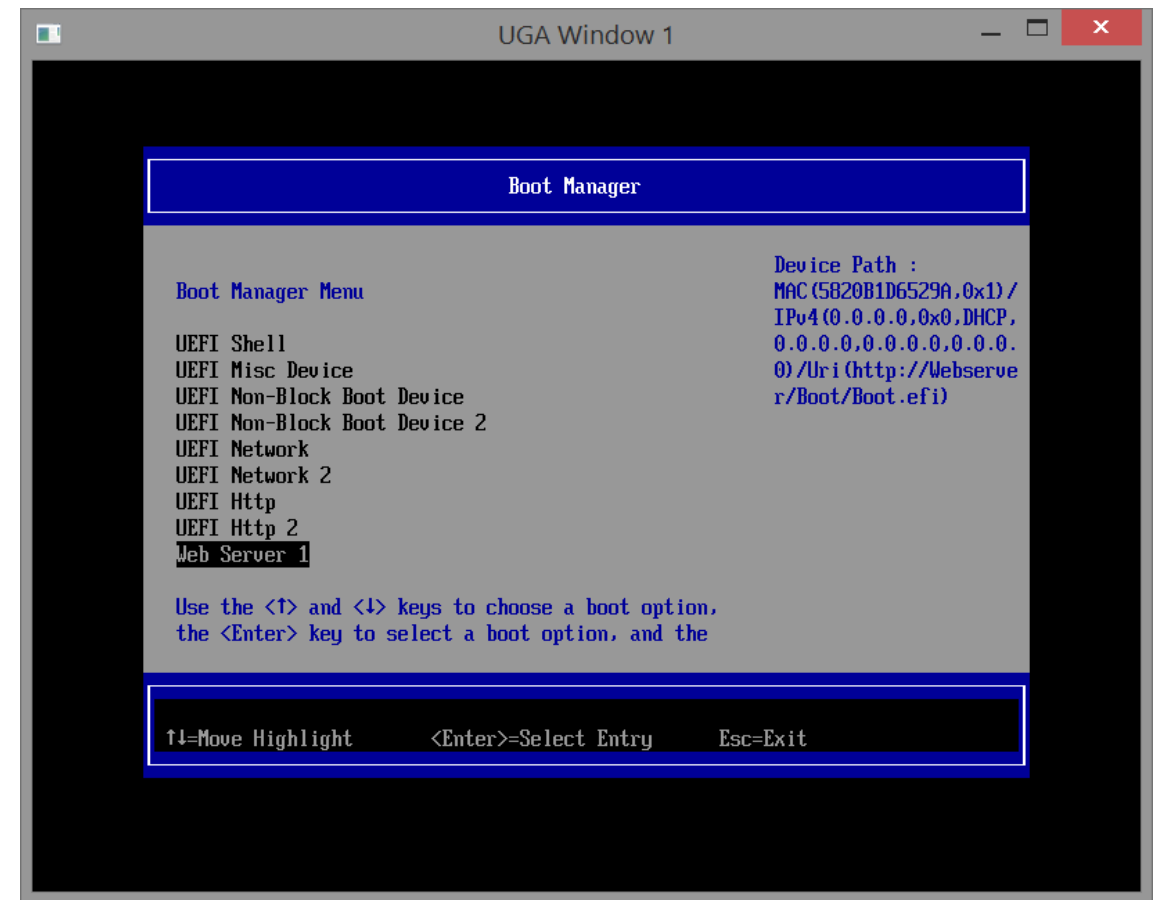 UGA Window 1
Boot Manager
Boot Manager Menu
UEFI Shell
UEFI Misc Device
UEFI Non-Block Boot Device
UEFI Non-Block Boot Device 2
UEFI Network
UEFI Network 2
UEFI Http
UEFI Http 2
Web Server 1
Use the <↑> and <↓> keys to choose a boot option,
the <Enter> key to select a boot option, and the
Device Path :
MAC(5820B1D6529A,0x1)/
IPv4(0.0.0.0,0x0,DHCP,
0.0.0.0,0.0.0.0,0.0.0.
0)/Uri(http://Webserve
r/Boot/Boot.efi)
↑↓=Move Highlight <Enter>=Select Entry Esc=Exit